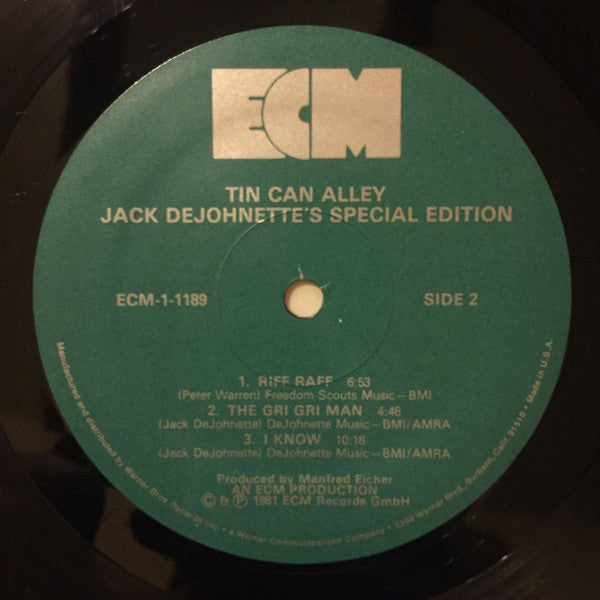 ECM
TIN CAN ALLEY
JACK DEJOHNETTE'S SPECIAL EDITION
ECM-1-1189
SIDE 2
1. RIFF RAFF 6:53
(Peter Warren) Freedom Scouts Music—BMI
2. THE GRI GRI MAN 4:46
(Jack DeJohnette) DeJohnette Music—BMI/AMRA
3. I KNOW 10:18
(Jack DeJohnette) DeJohnette Music—BMI/AMRA
Produced by Manfred Eicher
AN ECM PRODUCTION
© & ℗ 1981 ECM Records GmbH
Manufactured and distributed by Warner Bros. Records Inc. • a Warner Communications Company • 3300 Warner Blvd., Burbank, Calif. 91510 • Made in U.S.A.